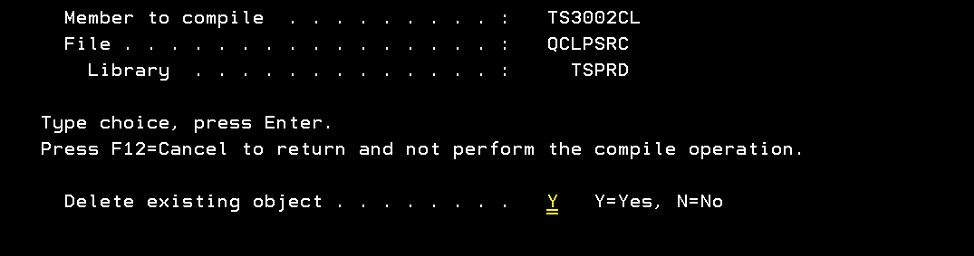 Member to compile . . . . . . . . . . : TS3002CL
File . . . . . . . . . . . . . . . . . : QCLPSRC
Library . . . . . . . . . . . . . . : TSPRD
Type choice, press Enter.
Press F12=Cancel to return and not perform the compile operation.
Delete existing object . . . . . . . . Y Y=Yes, N=No